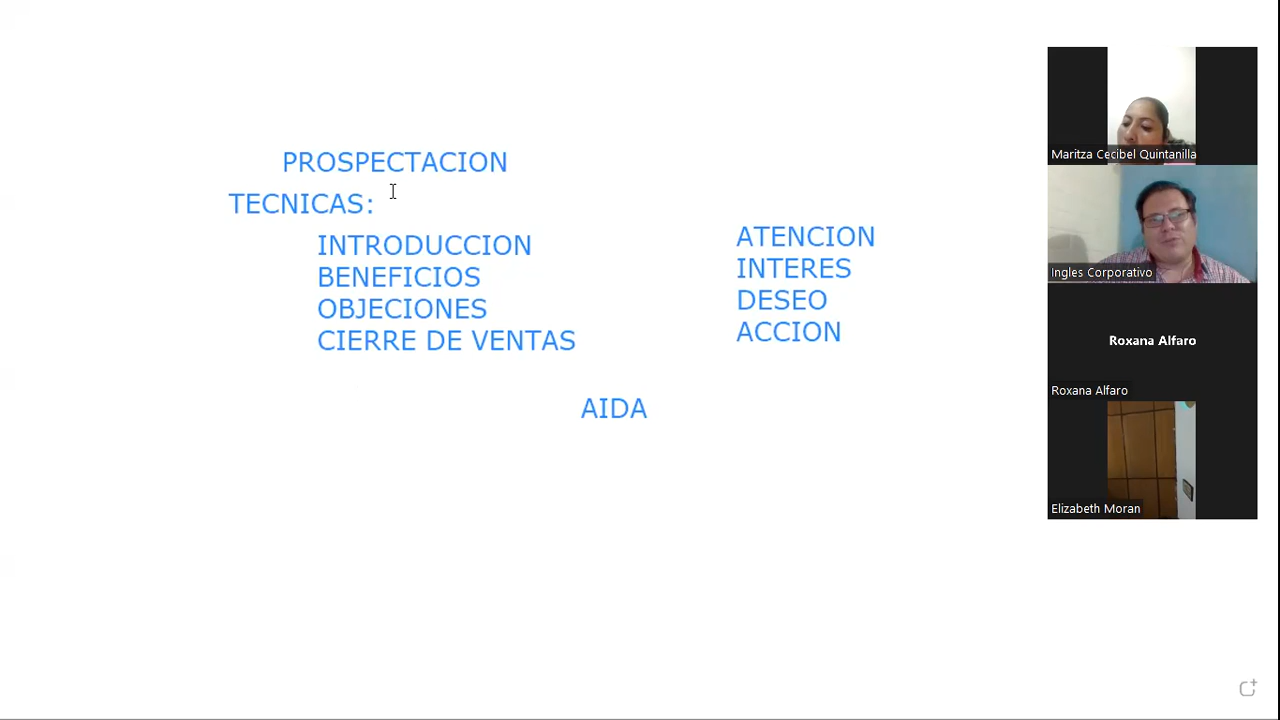 PROSPECTACION
TECNICAS:
INTRODUCCION
BENEFICIOS
OBJECIONES
CIERRE DE VENTAS
ATENCION
INTERES
DESEO
ACCION
AIDA
Maritza Cecibel Quintanilla
Ingles Corporativo
Roxana Alfaro
Roxana Alfaro
Elizabeth Moran